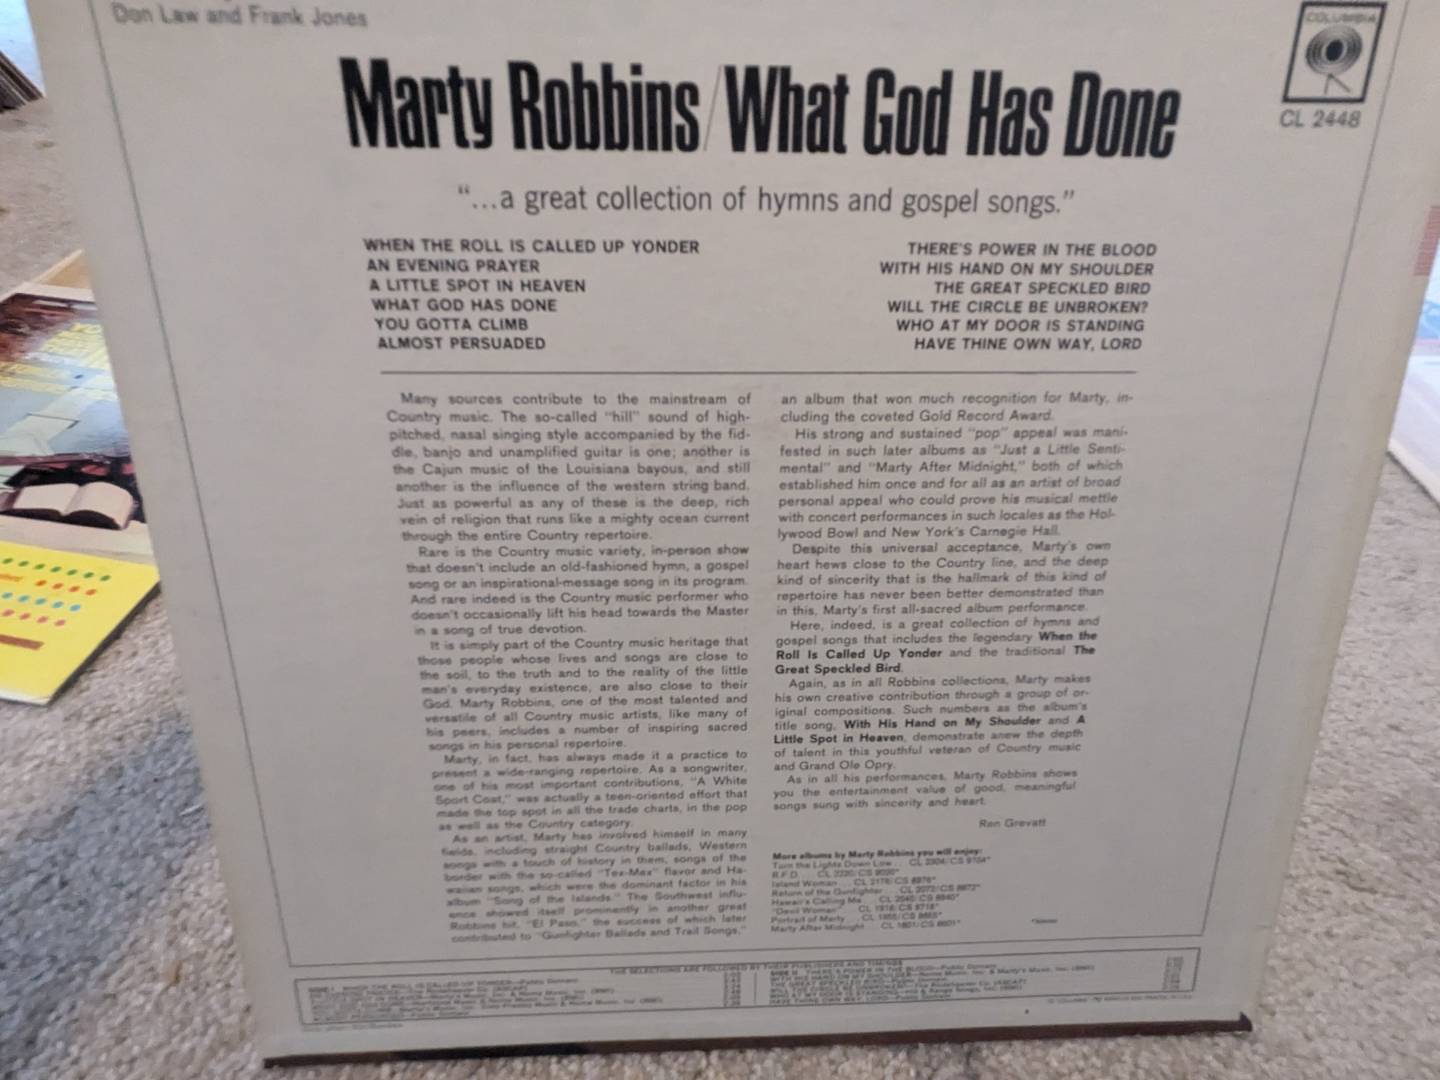 Don Law and Frank Jones
COLUMBIA
CL 2448
Marty Robbins/What God Has Done
"...a great collection of hymns and gospel songs."
WHEN THE ROLL IS CALLED UP YONDER
AN EVENING PRAYER
A LITTLE SPOT IN HEAVEN
WHAT GOD HAS DONE
YOU GOTTA CLIMB
ALMOST PERSUADED
THERE'S POWER IN THE BLOOD
WITH HIS HAND ON MY SHOULDER
THE GREAT SPECKLED BIRD
WILL THE CIRCLE BE UNBROKEN?
WHO AT MY DOOR IS STANDING
HAVE THINE OWN WAY, LORD
Many sources contribute to the mainstream of
Country music. The so-called "hill" sound of high-
pitched, nasal singing style accompanied by the fid-
dle, banjo and unamplified guitar is one; another is
the Cajun music of the Louisiana bayous, and still
another is the influence of the western string band.
Just as powerful as any of these is the deep, rich
vein of religion that runs like a mighty ocean current
through the entire Country repertoire.
Rare is the Country music variety, in-person show
that doesn't include an old-fashioned hymn, a gospel
song or an inspirational-message song in its program.
And rare indeed is the Country music performer who
doesn't occasionally lift his head towards the Master
in a song of true devotion.
It is simply part of the Country music heritage that
those people whose lives and songs are close to
the soil, to the truth and to the reality of the little
man's everyday existence, are also close to their
God. Marty Robbins, one of the most talented and
versatile of all Country music artists, like many of
his peers, includes a number of inspiring sacred
songs in his personal repertoire.
Marty, in fact, has always made it a practice to
present a wide-ranging repertoire. As a songwriter,
one of his most important contributions, "A White
Sport Coat," was actually a teen-oriented effort that
made the top spot in all the trade charts, in the pop
as well as the Country category.
As an artist, Marty has involved himself in many
fields, including straight Country ballads, Western
songs with a touch of history in them, songs of the
border with the so-called "Tex-Mex" flavor and Ha-
waiian songs, which were the dominant factor in his
album "Song of the Islands." The Southwest influ-
ence showed itself prominently in another great
Robbins hit, "El Paso," the success of which later
contributed to "Gunfighter Ballads and Trail Songs,"
an album that won much recognition for Marty, in-
cluding the coveted Gold Record Award.
His strong and sustained "pop" appeal was mani-
fested in such later albums as "Just a Little Senti-
mental" and "Marty After Midnight," both of which
established him once and for all as an artist of broad
personal appeal who could prove his musical mettle
with concert performances in such locales as the Hol-
lywood Bowl and New York's Carnegie Hall.
Despite this universal acceptance, Marty's own
heart hews close to the Country line, and the deep
kind of sincerity that is the hallmark of this kind of
repertoire has never been better demonstrated than
in this, Marty's first all-sacred album performance.
Here, indeed, is a great collection of hymns and
gospel songs that includes the legendary When the
Roll Is Called Up Yonder and the traditional The
Great Speckled Bird.
Again, as in all Robbins collections, Marty makes
his own creative contribution through a group of or-
iginal compositions. Such numbers as the album's
title song, With His Hand on My Shoulder and A
Little Spot in Heaven, demonstrate anew the depth
of talent in this youthful veteran of Country music
and Grand Ole Opry.
As in all his performances, Marty Robbins shows
you the entertainment value of good, meaningful
songs sung with sincerity and heart.
Ren Grevatt
More albums by Marty Robbins you will enjoy:
Turn the Lights Down Low
R.F.D.
Island Woman
Return of the Gunfighter
Hawaii's Calling Me
"Devil Woman"
Portrait of Marty
Marty After Midnight
THE SELECTIONS ARE FOLLOWED BY THEIR PUBLISHERS AND TIMINGS